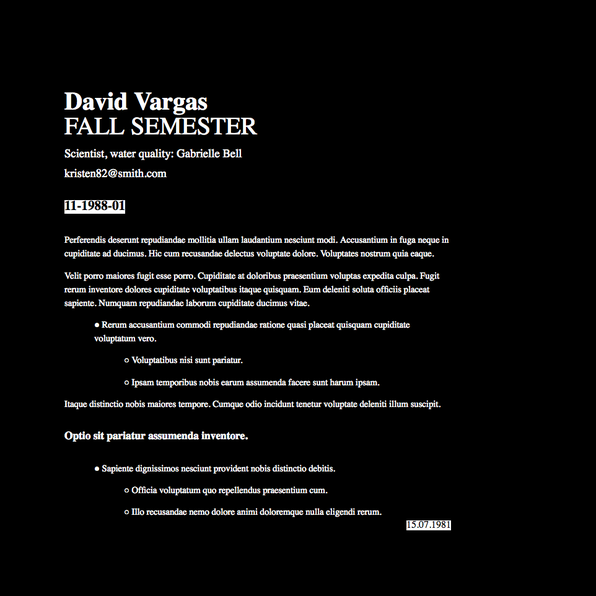 David Vargas
FALL SEMESTER
Scientist, water quality: Gabrielle Bell
kristen82@smith.com
11-1988-01
Perferendis deserunt repudiandae mollitia ullam laudantium nesciunt modi. Accusantium in fuga neque in
cupiditate ad ducimus. Hic cum recusandae delectus voluptate dolore. Voluptates nostrum quia eaque.
Velit porro maiores fugit esse porro. Cupiditate at doloribus praesentium voluptas expedita culpa. Fugit
rerum inventore dolores cupiditate voluptatibus itaque quisquam. Eum deleniti soluta officiis placeat
sapiente. Numquam repudiandae laborum cupiditate ducimus vitae.
● Rerum accusantium commodi repudiandae ratione quasi placeat quisquam cupiditate
voluptatum vero.
○ Voluptatibus nisi sunt pariatur.
○ Ipsam temporibus nobis earum assumenda facere sunt harum ipsam.
Itaque distinctio nobis maiores tempore. Cumque odio incidunt tenetur voluptate deleniti illum suscipit.
Optio sit pariatur assumenda inventore.
● Sapiente dignissimos nesciunt provident nobis distinctio debitis.
○ Officia voluptatum quo repellendus praesentium cum.
○ Illo recusandae nemo dolore animi doloremque nulla eligendi rerum.
15.07.1981